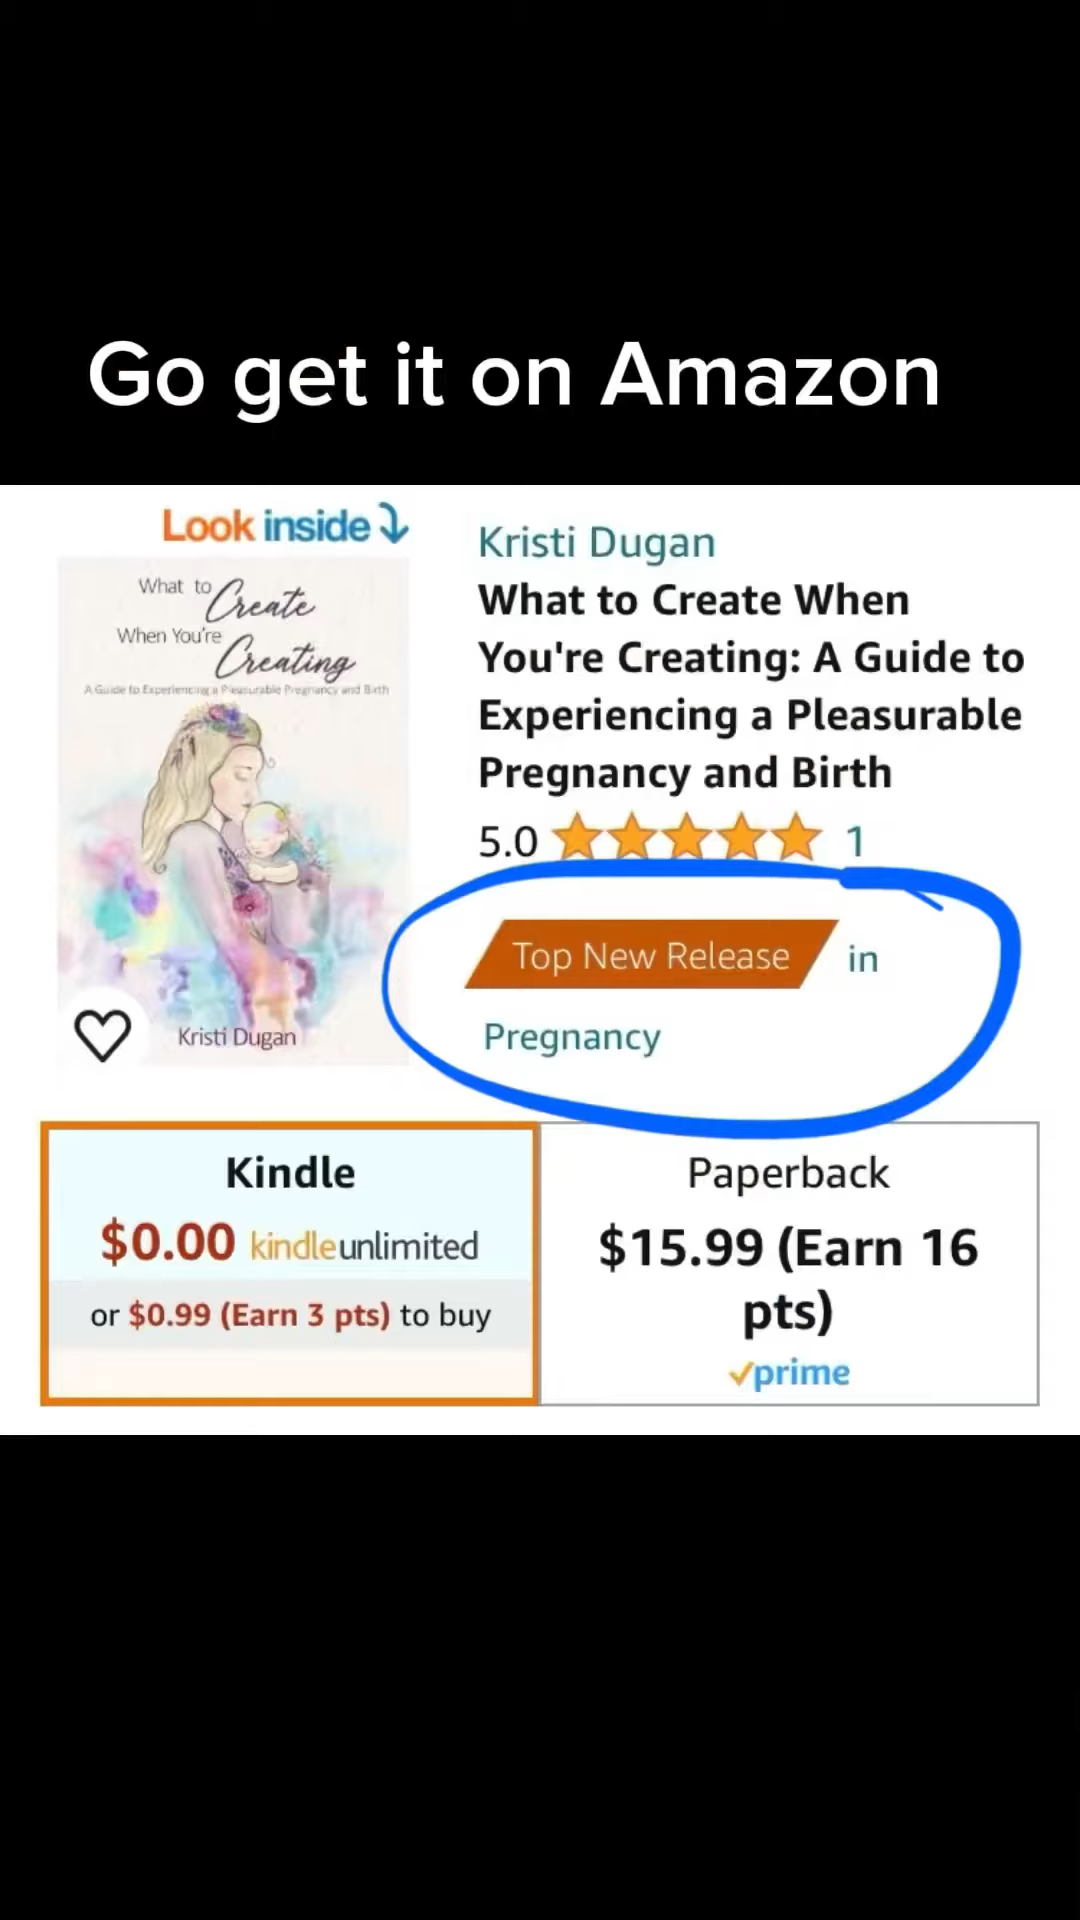 Go get it on Amazon
Look inside
What to Create
When You're Creating
A Guide to Experiencing a Pleasurable Pregnancy and Birth
Kristi Dugan
Kristi Dugan
What to Create When
You're Creating: A Guide to
Experiencing a Pleasurable
Pregnancy and Birth
5.0 1
Top New Release in
Pregnancy
Kindle
$0.00 kindleunlimited
or $0.99 (Earn 3 pts) to buy
Paperback
$15.99 (Earn 16
pts)
prime